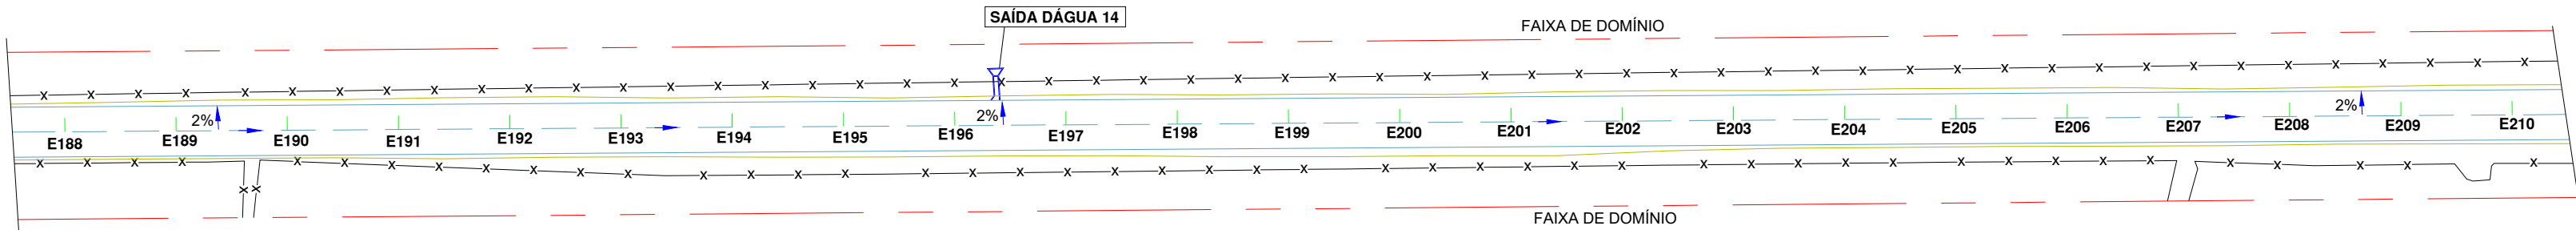 SAÍDA DÁGUA 14
FAIXA DE DOMÍNIO
2%
2%
2%
E188
E189
E190
E191
E192
E193
E194
E195
E196
E197
E198
E199
E200
E201
E202
E203
E204
E205
E206
E207
E208
E209
E210
FAIXA DE DOMÍNIO